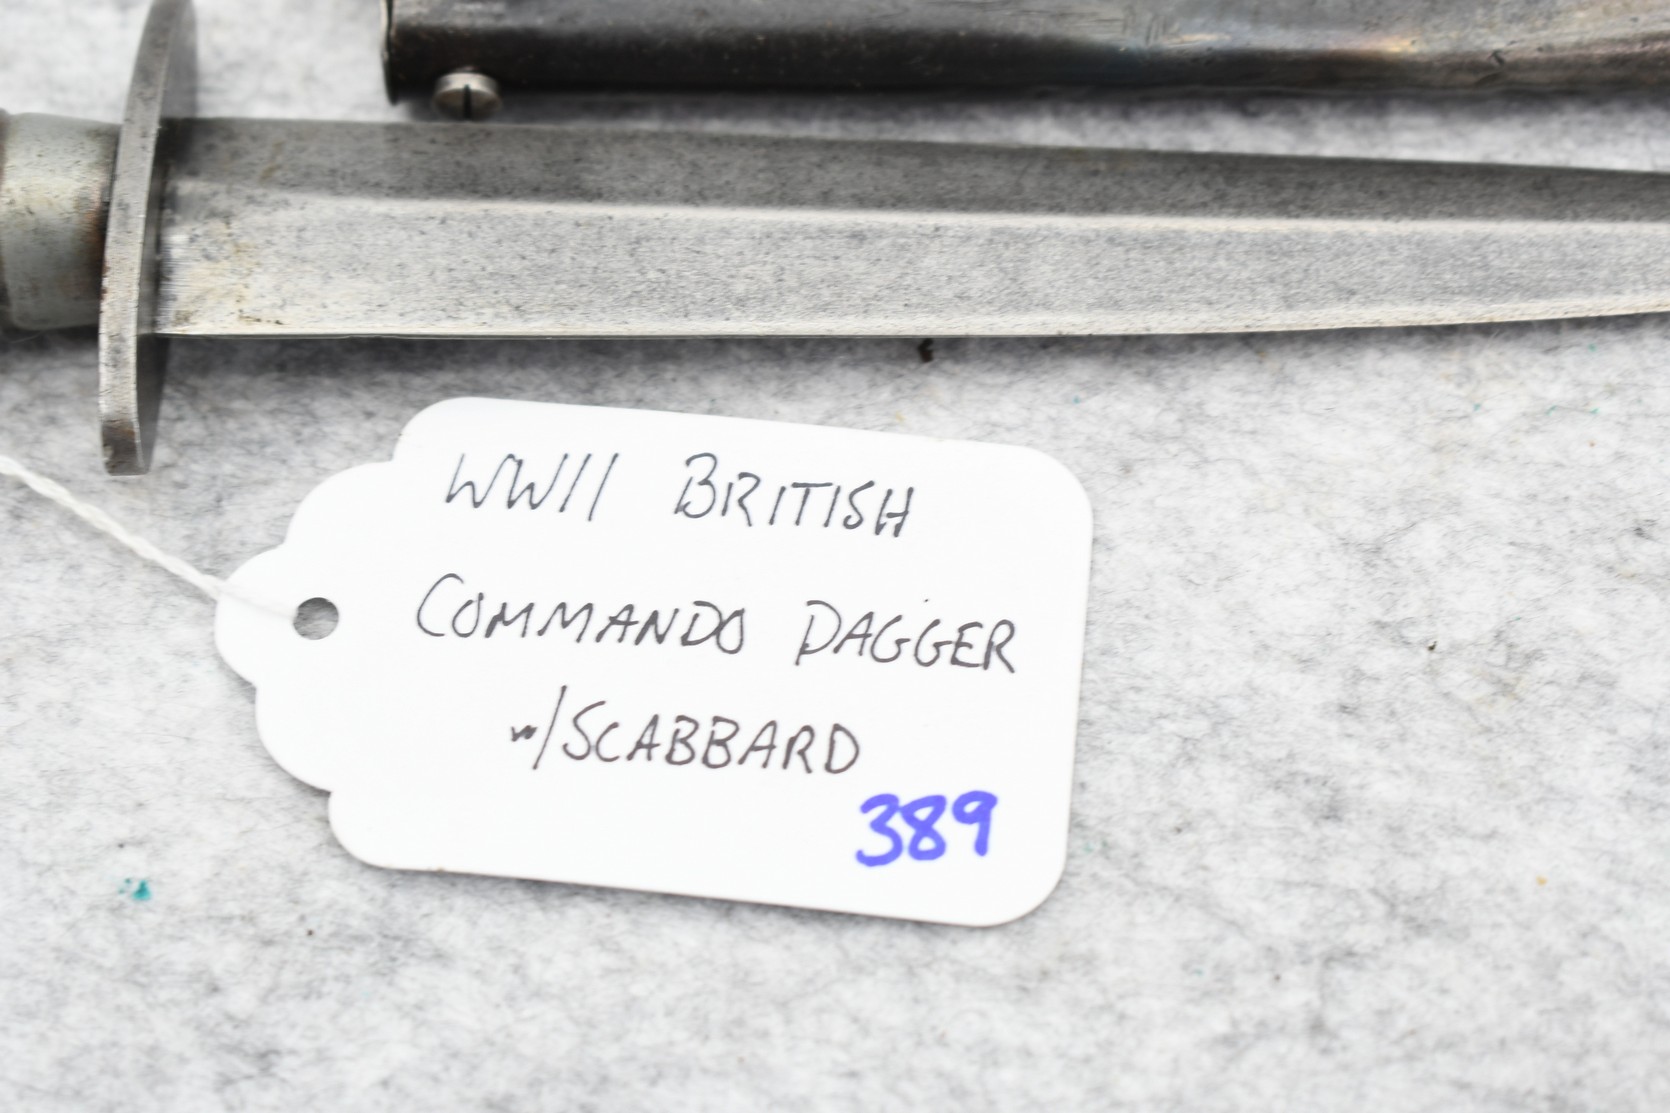 WWII BRITISH
COMMANDO DAGGER
w/SCABBARD
389